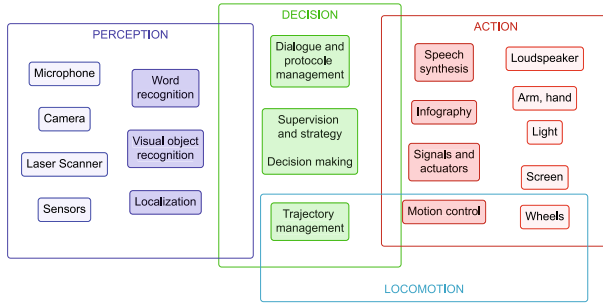 DECISION
PERCEPTION
ACTION
Microphone
Camera
Laser Scanner
Sensors
Word
recognition
Visual object
recognition
Localization
Dialogue and
protocole
management
Supervision
and strategy
Decision making
Trajectory
management
Speech
synthesis
Infography
Signals and
actuators
Motion control
Loudspeaker
Arm, hand
Light
Screen
Wheels
LOCOMOTION